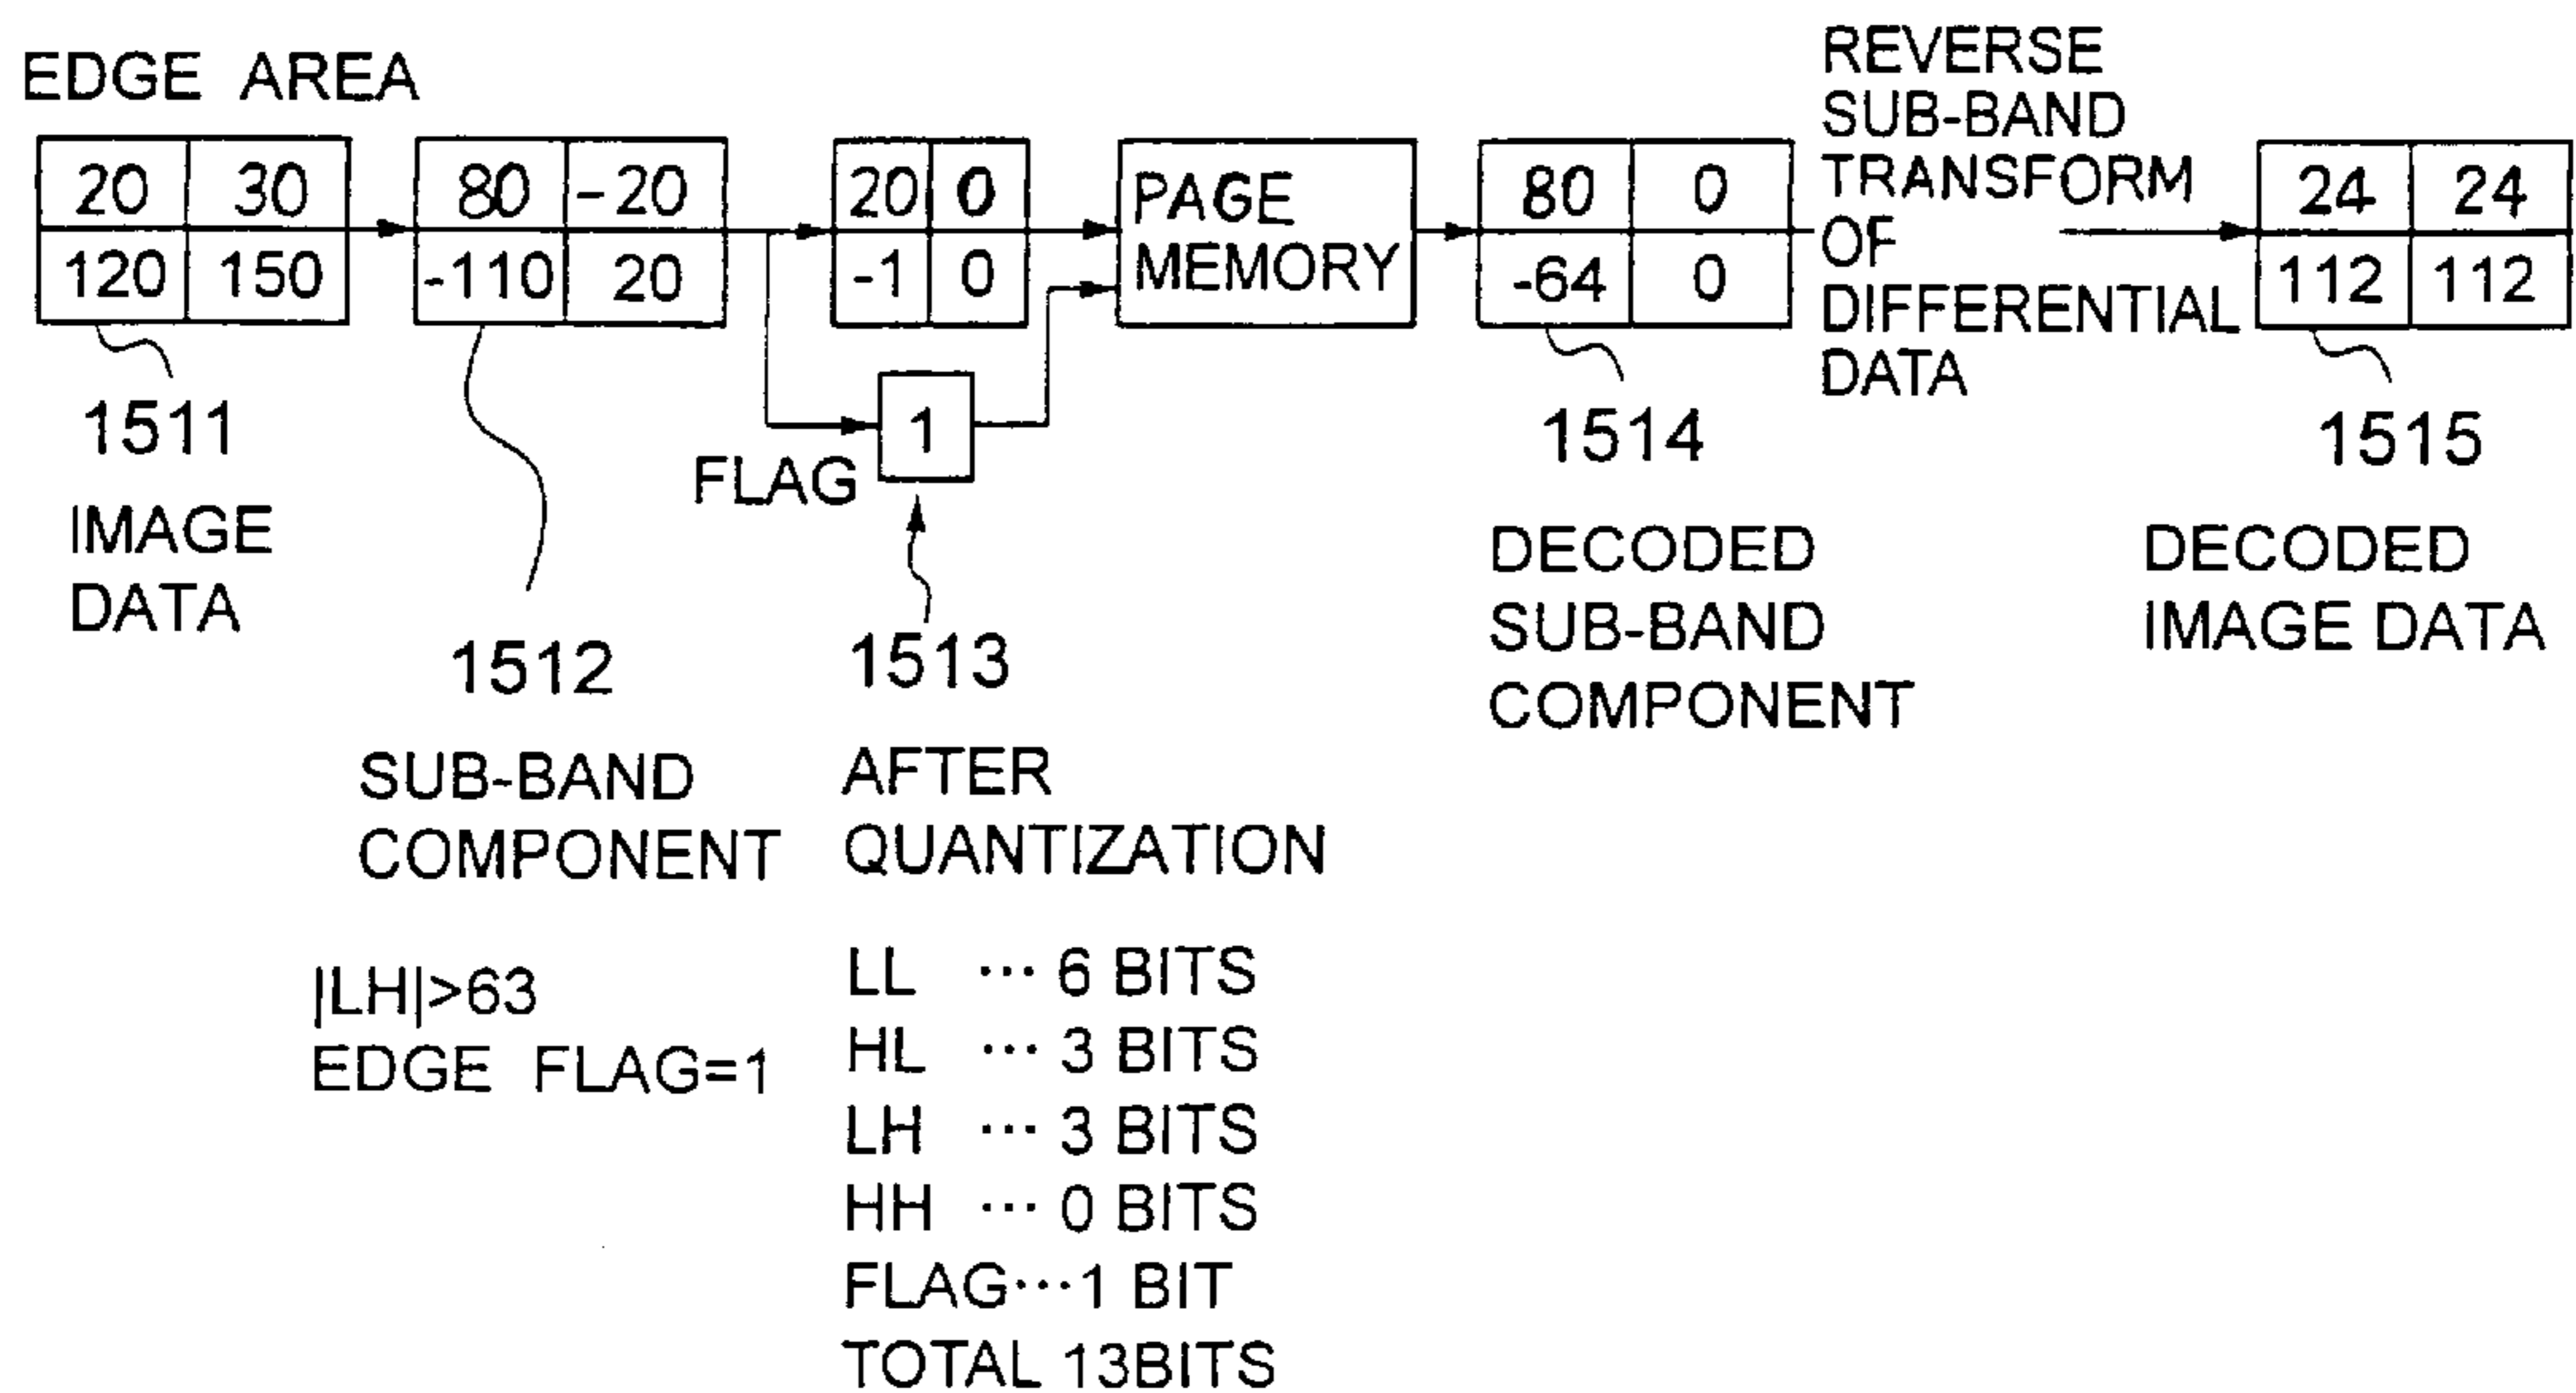 EDGE AREA
20 30
120 150
1511
IMAGE
DATA
80 -20
-110 20
1512
SUB-BAND
COMPONENT
|LH|>63
EDGE FLAG=1
20 0
-1 0
FLAG
1
1513
AFTER
QUANTIZATION
LL ··· 6 BITS
HL ··· 3 BITS
LH ··· 3 BITS
HH ··· 0 BITS
FLAG···1 BIT
TOTAL 13BITS
PAGE
MEMORY
80 0
-64 0
1514
DECODED
SUB-BAND
COMPONENT
REVERSE
SUB-BAND
TRANSFORM
OF
DIFFERENTIAL
DATA
24 24
112 112
1515
DECODED
IMAGE DATA